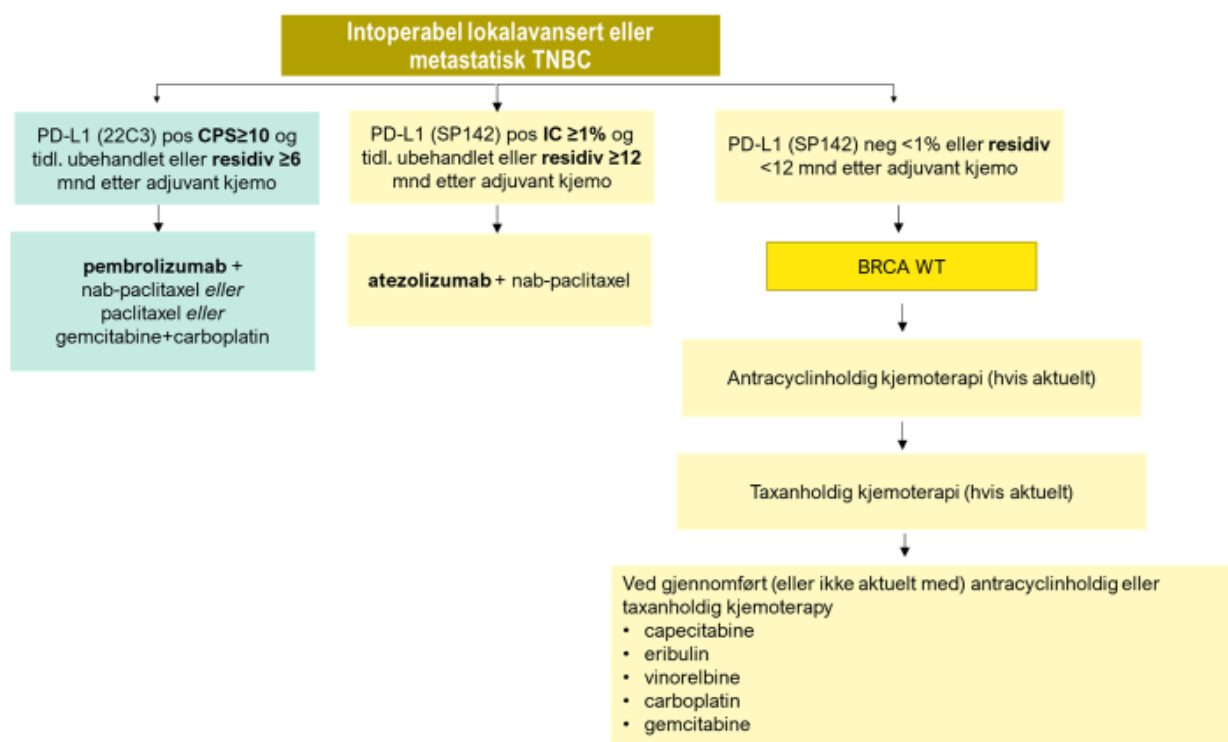 Intoperabel lokalavansert eller
metastatisk TNBC
PD-L1 (22C3) pos CPS≥10 og
tidl. ubehandlet eller residiv ≥6
mnd etter adjuvant kjemo
PD-L1 (SP142) pos IC ≥1% og
tidl. ubehandlet eller residiv ≥12
mnd etter adjuvant kjemo
PD-L1 (SP142) neg <1% eller residiv
<12 mnd etter adjuvant kjemo
pembrolizumab +
nab-paclitaxel eller
paclitaxel eller
gemcitabine+carboplatin
atezolizumab + nab-paclitaxel
BRCA WT
Antracyclinholdig kjemoterapi (hvis aktuelt)
Taxanholdig kjemoterapi (hvis aktuelt)
Ved gjennomført (eller ikke aktuelt med) antracyclinholdig eller
taxanholdig kjemoterapy
• capecitabine
• eribulin
• vinorelbine
• carboplatin
• gemcitabine